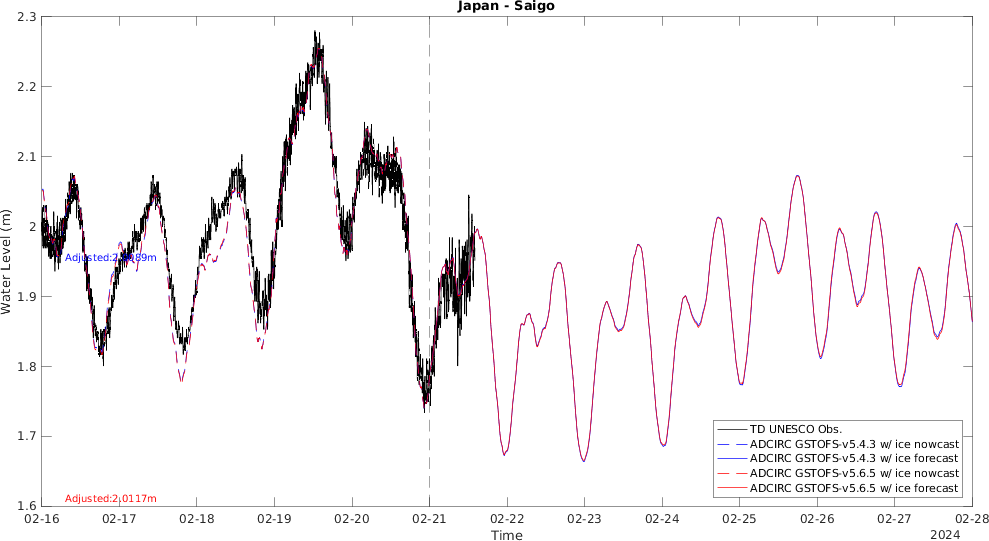 Japan - Saigo
2.3
2.2
2.1
2
1.9
1.8
1.7
1.6
Water Level (m)
Adjusted:2.0089m
Adjusted:2.0117m
TD UNESCO Obs.
ADCIRC GSTOFS-v5.4.3 w/ ice nowcast
ADCIRC GSTOFS-v5.4.3 w/ ice forecast
ADCIRC GSTOFS-v5.6.5 w/ ice nowcast
ADCIRC GSTOFS-v5.6.5 w/ ice forecast
02-16 02-17 02-18 02-19 02-20 02-21 02-22 02-23 02-24 02-25 02-26 02-27 02-28
Time 2024